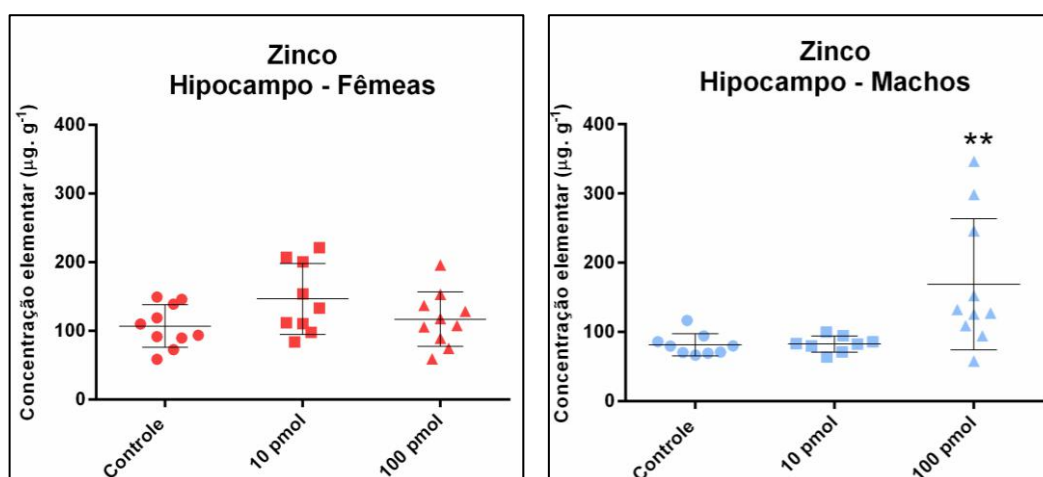 Zinco
Hipocampo - Fêmeas
Concentração elementar (µg. g⁻¹)
400
300
200
100
0
Controle
10 pmol
100 pmol
Zinco
Hipocampo - Machos
Concentração elementar (µg. g⁻¹)
400
300
200
100
0
**
Controle
10 pmol
100 pmol